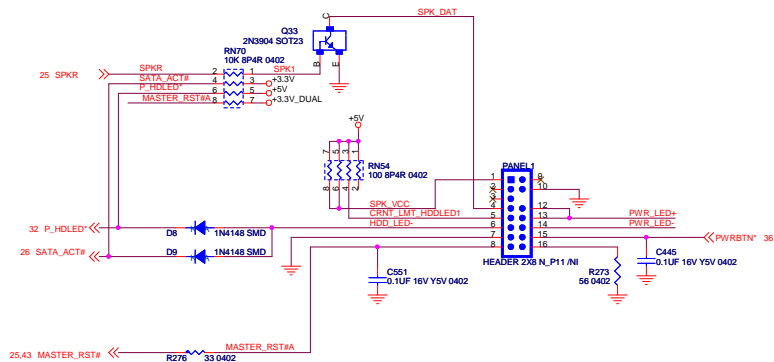 Q33
2N3904 SOT23
C
B
E
SPK_DAT
RN70
10K 8P4R 0402
25 SPKR
SPKR
2
1
SPK1
SATA_ACT#
4
3
+3.3V
P_HDLED*
6
5
+5V
MASTER_RST#A
8
7
+3.3V_DUAL
+5V
7
5
3
1
RN54
100 8P4R 0402
8
6
4
2
PANEL1
1
9
2
10
3
4
12
5
13
6
14
7
15
8
16
HEADER 2X8 N_P11 /NI
SPK_VCC
CRNT_LMT_HDDLED1
HDD_LED-
PWR_LED+
PWR_LED-
PWRBTN* 36
32 P_HDLED*
D8
1N4148 SMD
26 SATA_ACT#
D9
1N4148 SMD
C551
0.1UF 16V Y5V 0402
R273
56 0402
C445
0.1UF 16V Y5V 0402
25,43 MASTER_RST#
R276
33 0402
MASTER_RST#A